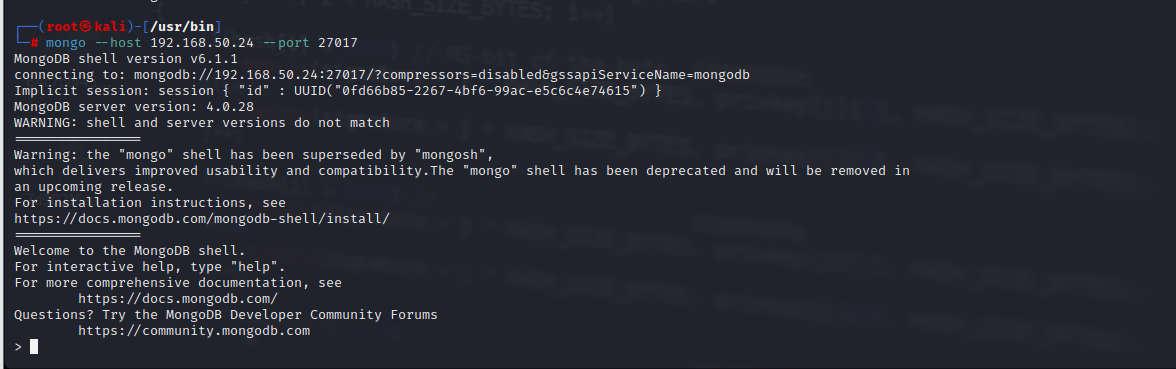 ┌──(root㉿kali)-[/usr/bin]
└─# mongo --host 192.168.50.24 --port 27017
MongoDB shell version v6.1.1
connecting to: mongodb://192.168.50.24:27017/?compressors=disabled&gssapiServiceName=mongodb
Implicit session: session { "id" : UUID("0fd66b85-2267-4bf6-99ac-e5c6c4e74615") }
MongoDB server version: 4.0.28
WARNING: shell and server versions do not match
================
Warning: the "mongo" shell has been superseded by "mongosh",
which delivers improved usability and compatibility.The "mongo" shell has been deprecated and will be removed in
an upcoming release.
For installation instructions, see
https://docs.mongodb.com/mongodb-shell/install/
================
Welcome to the MongoDB shell.
For interactive help, type "help".
For more comprehensive documentation, see
https://docs.mongodb.com/
Questions? Try the MongoDB Developer Community Forums
https://community.mongodb.com
>